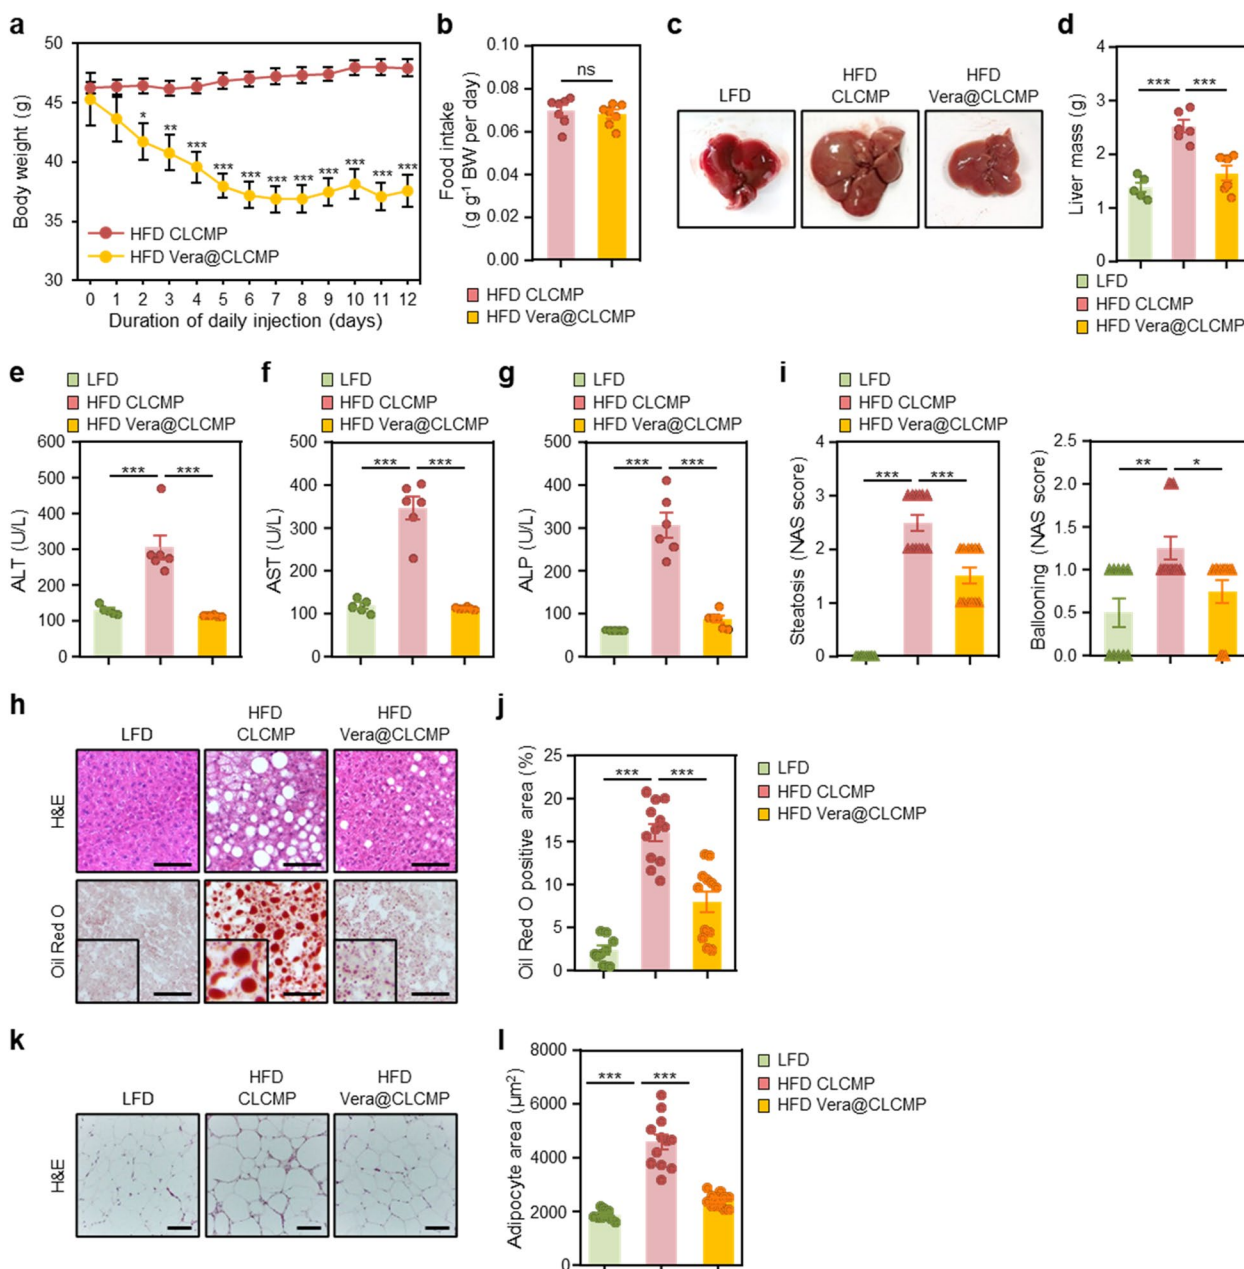 a
50
45
40
35
30
Body weight (g)
* ** *** *** *** *** *** *** *** *** ***
HFD CLCMP
HFD Vera@CLCMP
0 1 2 3 4 5 6 7 8 9 10 11 12
Duration of daily injection (days)
b
0.10
0.08
0.06
0.04
0.02
0.00
Food intake
(g g⁻¹ BW per day)
ns
HFD CLCMP
HFD Vera@CLCMP
c
LFD
HFD
CLCMP
HFD
Vera@CLCMP
d
4
3
2
1
0
Liver mass (g)
*** ***
LFD
HFD CLCMP
HFD Vera@CLCMP
e
LFD
HFD CLCMP
HFD Vera@CLCMP
600
500
400
300
200
100
0
ALT (U/L)
*** ***
f
LFD
HFD CLCMP
HFD Vera@CLCMP
500
400
300
200
100
0
AST (U/L)
*** ***
g
LFD
HFD CLCMP
HFD Vera@CLCMP
500
400
300
200
100
0
ALP (U/L)
*** ***
i
LFD
HFD CLCMP
HFD Vera@CLCMP
4
3
2
1
0
Steatosis (NAS score)
*** ***
2.5
2.0
1.5
1.0
0.5
0.0
Ballooning (NAS score)
** *
h
LFD
HFD
CLCMP
HFD
Vera@CLCMP
H&E
Oil Red O
j
25
20
15
10
5
0
Oil Red O positive area (%)
*** ***
LFD
HFD CLCMP
HFD Vera@CLCMP
k
LFD
HFD
CLCMP
HFD
Vera@CLCMP
H&E
l
8000
6000
4000
2000
0
Adipocyte area (μm²)
*** ***
LFD
HFD CLCMP
HFD Vera@CLCMP